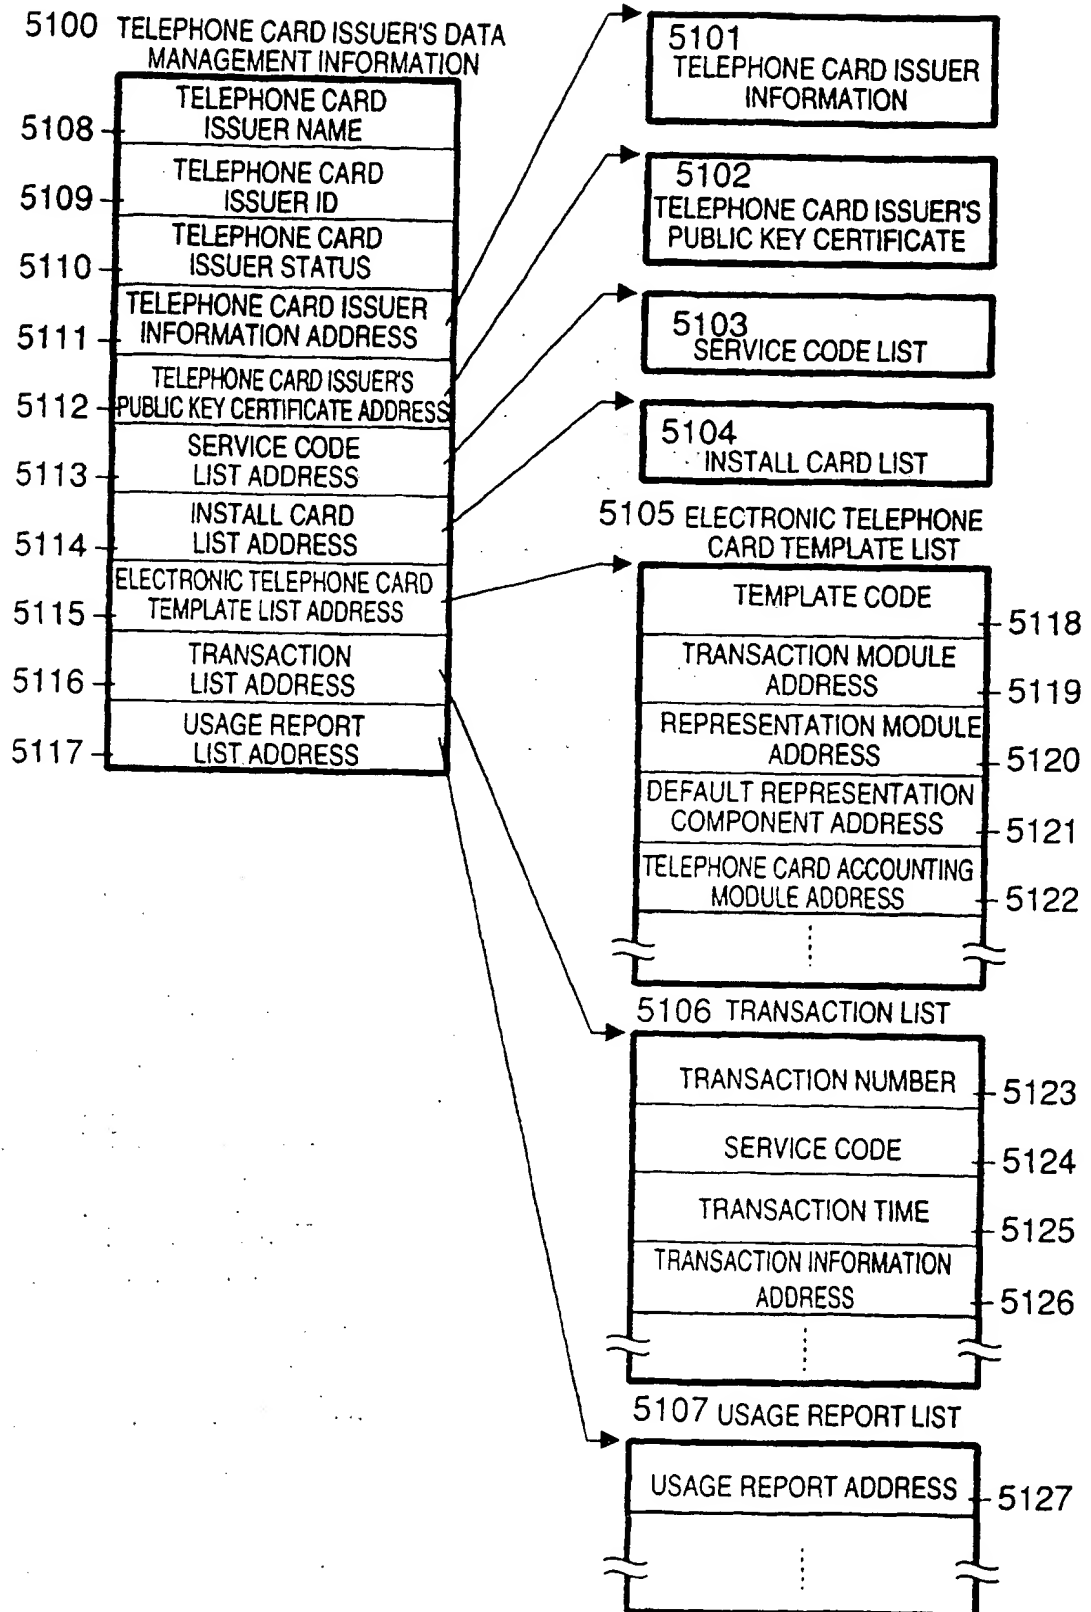 5100 TELEPHONE CARD ISSUER'S DATA
MANAGEMENT INFORMATION
5108
TELEPHONE CARD
ISSUER NAME
5109
TELEPHONE CARD
ISSUER ID
5110
TELEPHONE CARD
ISSUER STATUS
5111
TELEPHONE CARD ISSUER
INFORMATION ADDRESS
5112
TELEPHONE CARD ISSUER'S
PUBLIC KEY CERTIFICATE ADDRESS
5113
SERVICE CODE
LIST ADDRESS
5114
INSTALL CARD
LIST ADDRESS
5115
ELECTRONIC TELEPHONE CARD
TEMPLATE LIST ADDRESS
5116
TRANSACTION
LIST ADDRESS
5117
USAGE REPORT
LIST ADDRESS
5101
TELEPHONE CARD ISSUER
INFORMATION
5102
TELEPHONE CARD ISSUER'S
PUBLIC KEY CERTIFICATE
5103
SERVICE CODE LIST
5104
INSTALL CARD LIST
5105 ELECTRONIC TELEPHONE
CARD TEMPLATE LIST
TEMPLATE CODE
5118
TRANSACTION MODULE
ADDRESS
5119
REPRESENTATION MODULE
ADDRESS
5120
DEFAULT REPRESENTATION
COMPONENT ADDRESS
5121
TELEPHONE CARD ACCOUNTING
MODULE ADDRESS
5122
5106 TRANSACTION LIST
TRANSACTION NUMBER
5123
SERVICE CODE
5124
TRANSACTION TIME
5125
TRANSACTION INFORMATION
ADDRESS
5126
5107 USAGE REPORT LIST
USAGE REPORT ADDRESS
5127